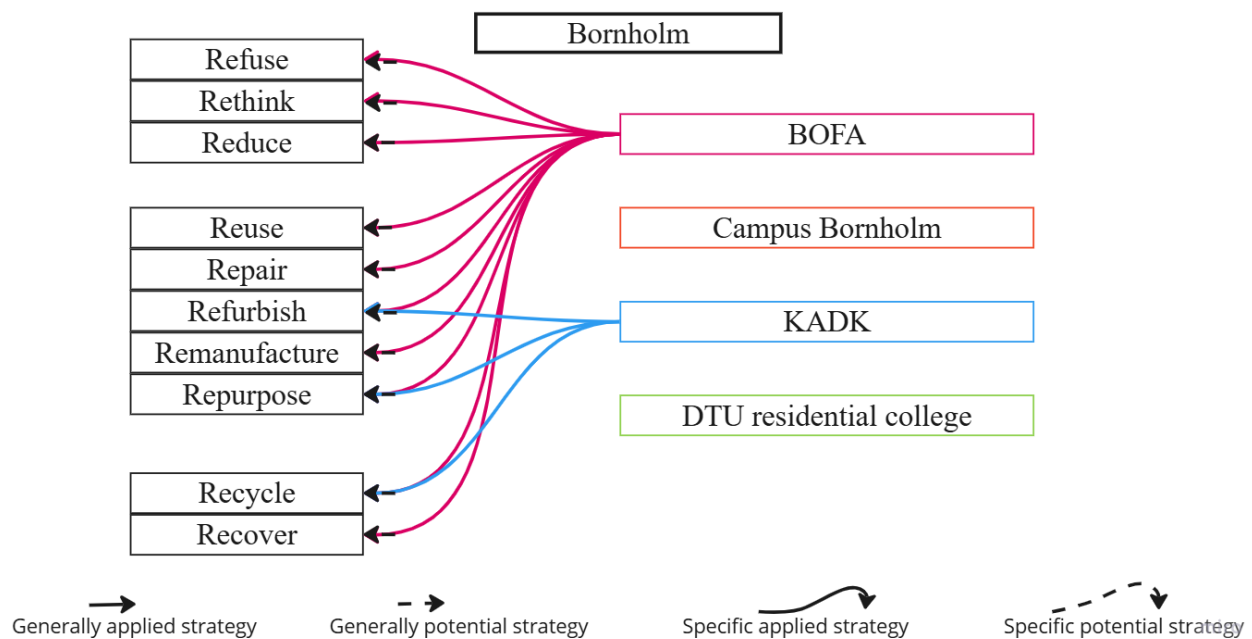 Bornholm
Refuse
Rethink
Reduce
BOFA
Reuse
Repair
Refurbish
Remanufacture
Repurpose
Campus Bornholm
KADK
DTU residential college
Recycle
Recover
Generally applied strategy
Generally potential strategy
Specific applied strategy
Specific potential strategy